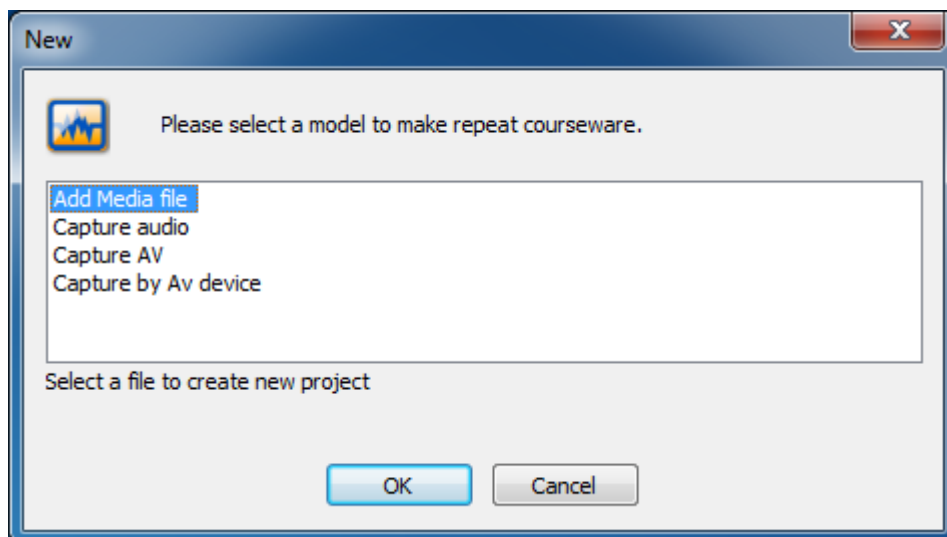 New
Please select a model to make repeat courseware.
Add Media file
Capture audio
Capture AV
Capture by Av device
Select a file to create new project
OK
Cancel